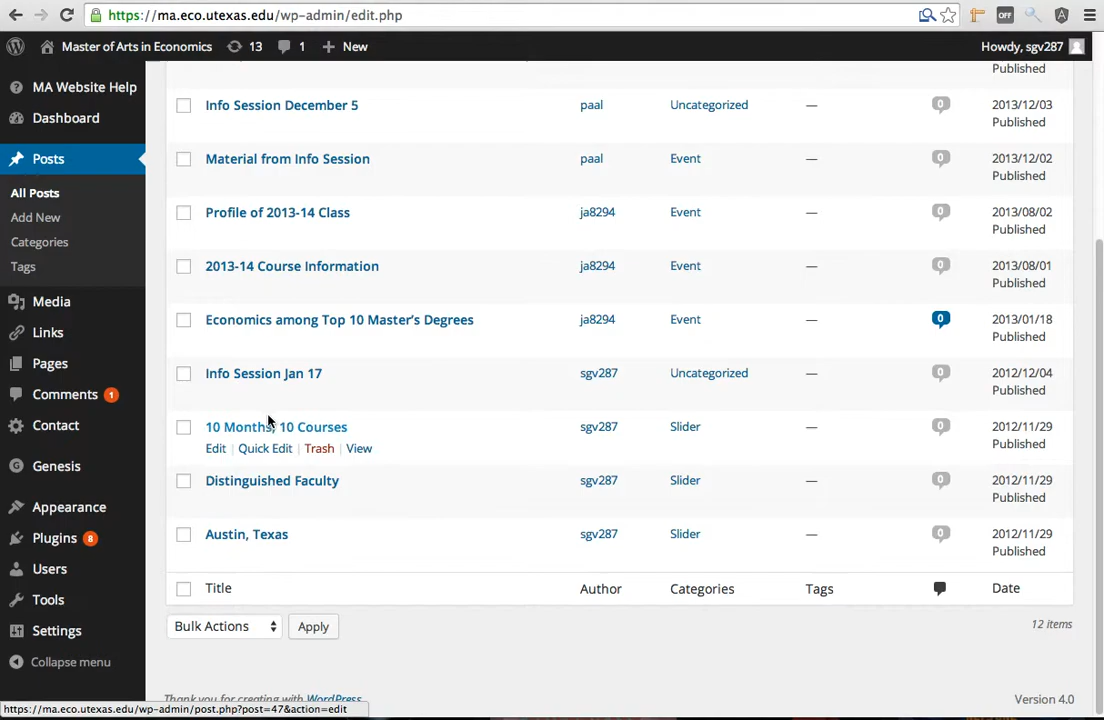 https://ma.eco.utexas.edu/wp-admin/edit.php
OFF
Master of Arts in Economics 13 1 New Howdy, sgv287
MA Website Help
Dashboard
Posts
All Posts
Add New
Categories
Tags
Media
Links
Pages
Comments 1
Contact
Genesis
Appearance
Plugins 8
Users
Tools
Settings
Collapse menu
Published
Info Session December 5 paal Uncategorized — 0 2013/12/03
Published
Material from Info Session paal Event — 0 2013/12/02
Published
Profile of 2013-14 Class ja8294 Event — 0 2013/08/02
Published
2013-14 Course Information ja8294 Event — 0 2013/08/01
Published
Economics among Top 10 Master’s Degrees ja8294 Event — 0 2013/01/18
Published
Info Session Jan 17 sgv287 Uncategorized — 0 2012/12/04
Published
10 Months, 10 Courses sgv287 Slider — 0 2012/11/29
Edit | Quick Edit | Trash | View Published
Distinguished Faculty sgv287 Slider — 0 2012/11/29
Published
Austin, Texas sgv287 Slider — 0 2012/11/29
Published
Title Author Categories Tags Date
Bulk Actions Apply 12 items
Thank you for creating with WordPress Version 4.0
https://ma.eco.utexas.edu/wp-admin/post.php?post=47&action=edit